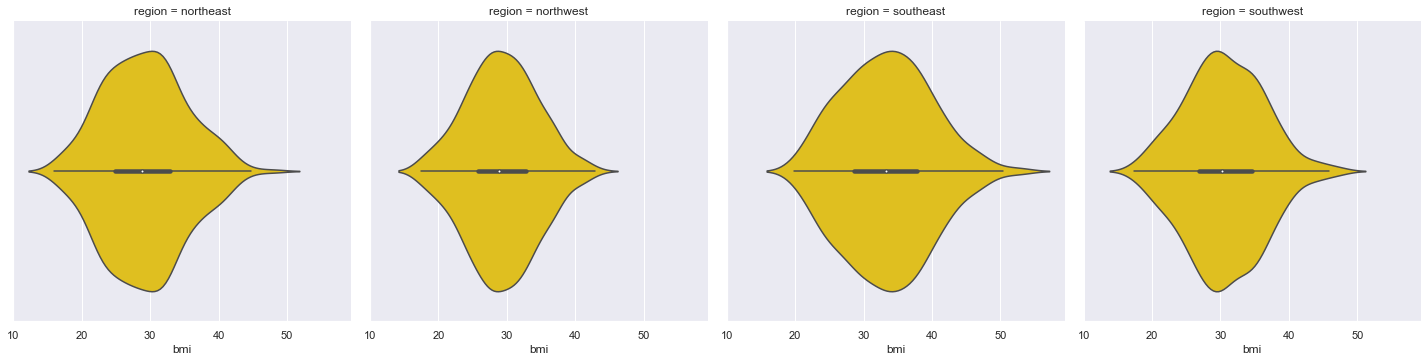 region = northeast
region = northwest
region = southeast
region = southwest
10 20 30 40 50
10 20 30 40 50
10 20 30 40 50
10 20 30 40 50
bmi
bmi
bmi
bmi